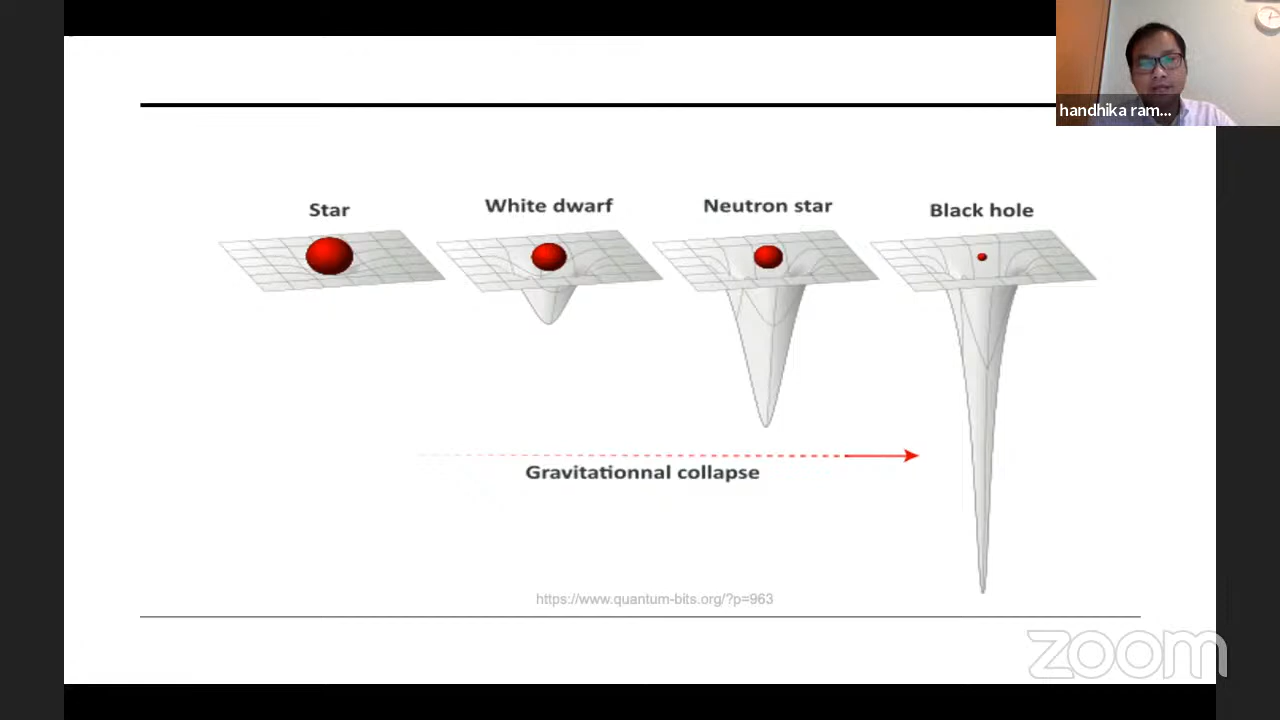 handhika ram...
Star
White dwarf
Neutron star
Black hole
Gravitationnal collapse
https://www.quantum-bits.org/?p=963
zoom